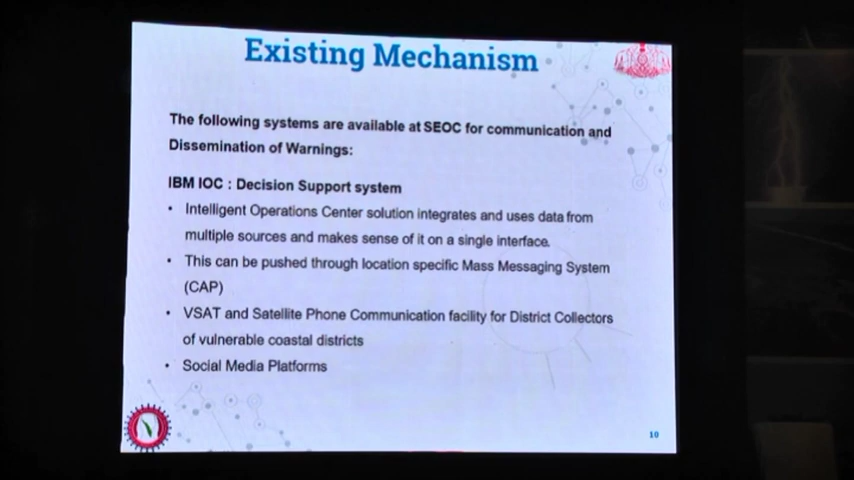 Existing Mechanism
The following systems are available at SEOC for communication and
Dissemination of Warnings:
IBM IOC : Decision Support system
• Intelligent Operations Center solution integrates and uses data from
multiple sources and makes sense of it on a single interface.
• This can be pushed through location specific Mass Messaging System
(CAP)
• VSAT and Satellite Phone Communication facility for District Collectors
of vulnerable coastal districts
• Social Media Platforms
10